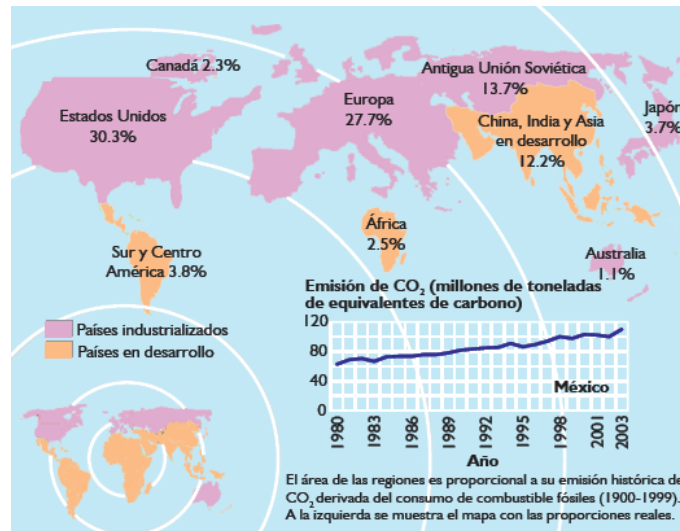 Canadá 2.3%
Estados Unidos
30.3%
Europa
27.7%
Antigua Unión Soviética
13.7%
China, India y Asia
en desarrollo
12.2%
Japón
3.7%
África
2.5%
Sur y Centro
América 3.8%
Australia
1.1%
Países industrializados
Países en desarrollo
Emisión de CO₂ (millones de toneladas
de equivalentes de carbono)
120
80
40
0
México
1980
1983
1986
1989
1992
1995
1998
2001
2003
Año
El área de las regiones es proporcional a su emisión histórica de
CO₂ derivada del consumo de combustible fósiles (1900-1999).
A la izquierda se muestra el mapa con las proporciones reales.